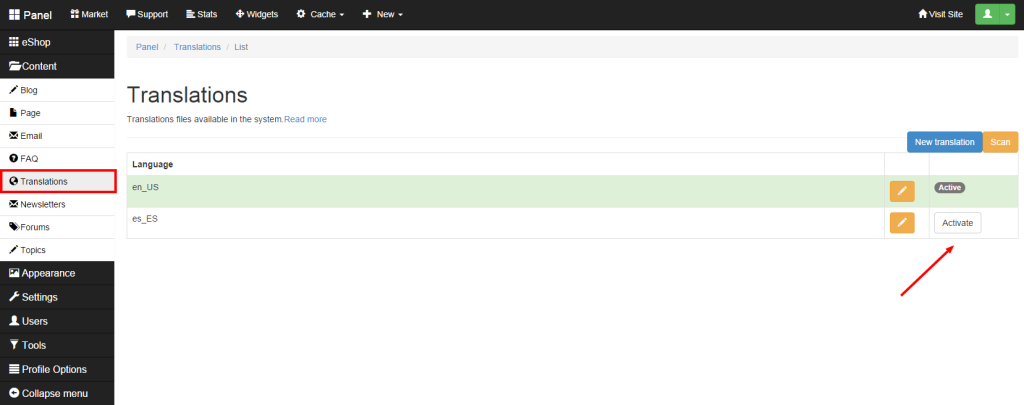 Panel Market Support Stats Widgets Cache New Visit Site
eShop
Content
Blog
Page
Email
FAQ
Translations
Newsletters
Forums
Topics
Appearance
Settings
Users
Tools
Profile Options
Collapse menu
Panel / Translations / List
Translations
Translations files available in the system.Read more
New translation Scan
Language
en_US Active
es_ES Activate